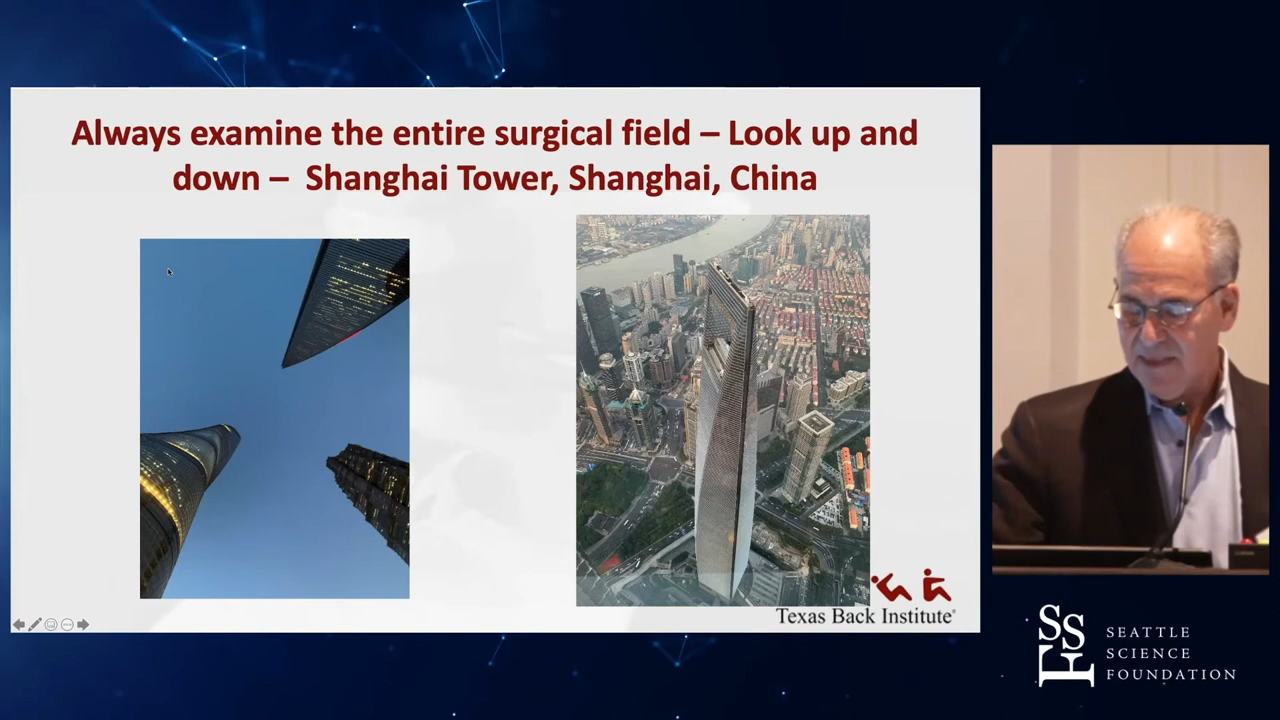 Always examine the entire surgical field – Look up and
down – Shanghai Tower, Shanghai, China
Texas Back Institute®
SSF
SEATTLE
SCIENCE
FOUNDATION